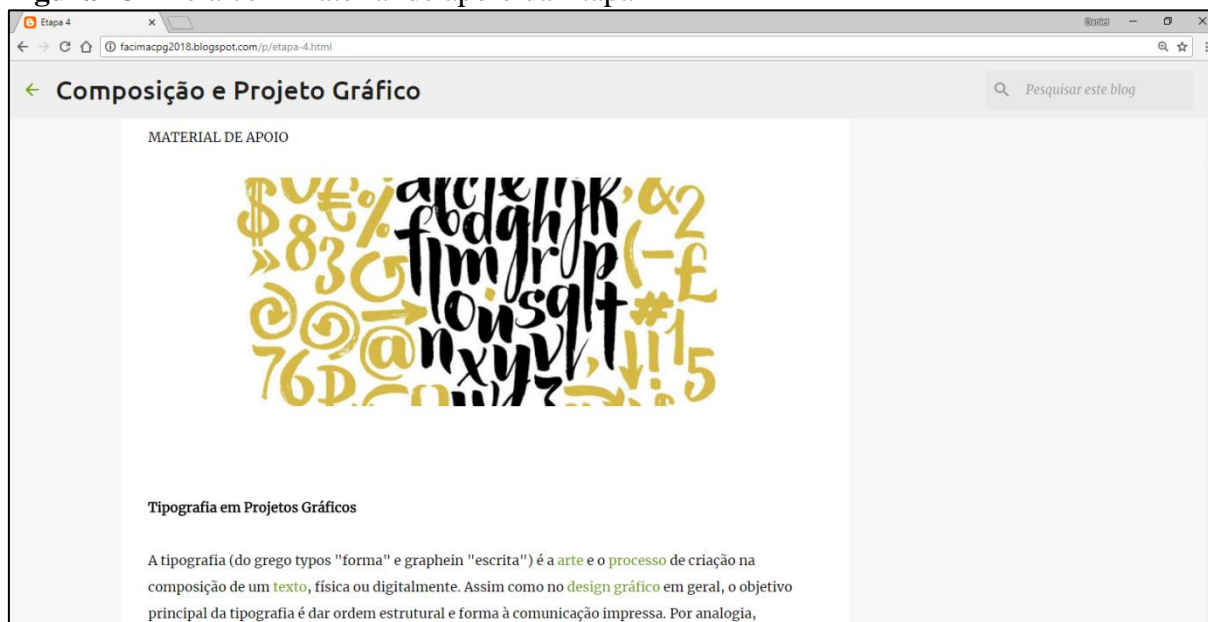 Etapa 4
facimacpg2018.blogspot.com/p/etapa-4.html
Composição e Projeto Gráfico
Pesquisar este blog
MATERIAL DE APOIO
Tipografia em Projetos Gráficos
A tipografia (do grego typos "forma" e graphein "escrita") é a arte e o processo de criação na
composição de um texto, física ou digitalmente. Assim como no design gráfico em geral, o objetivo
principal da tipografia é dar ordem estrutural e forma à comunicação impressa. Por analogia,